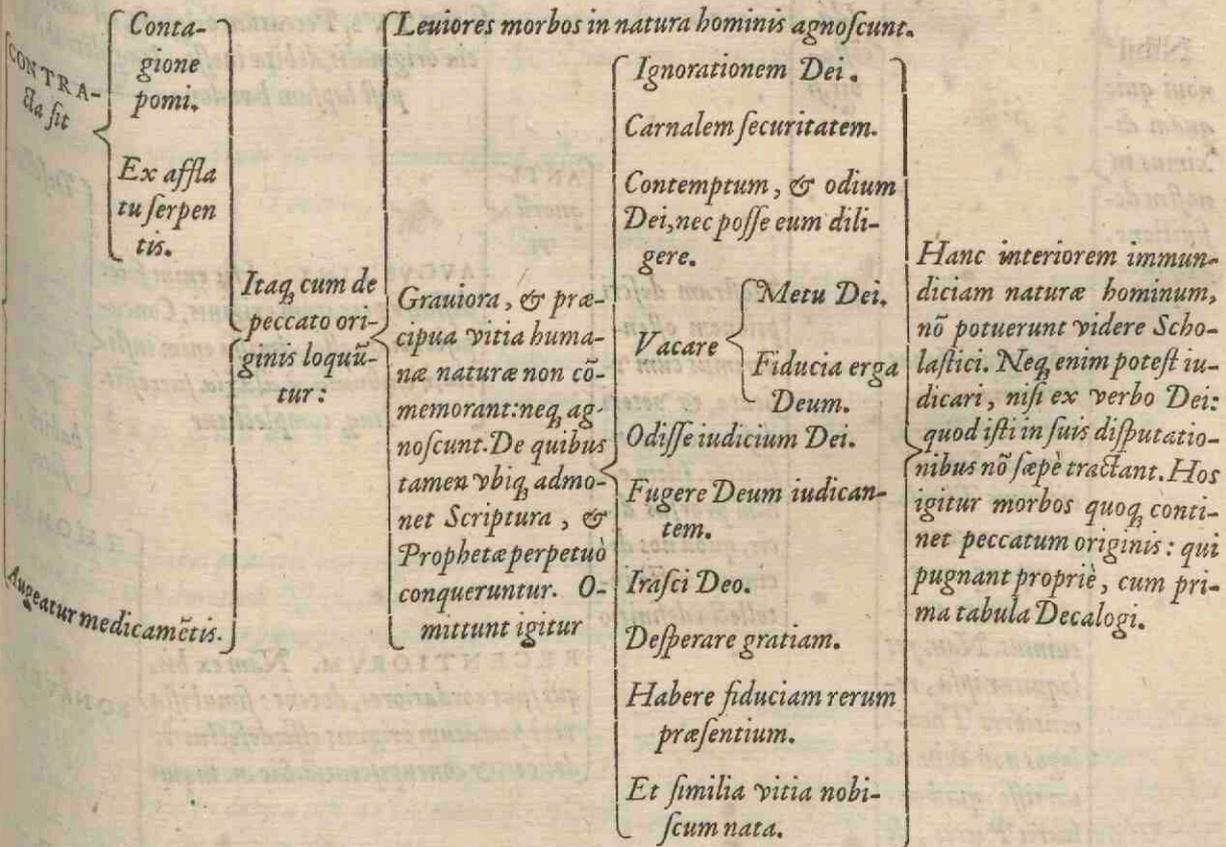 CONTRA-
cta sit
Conta-
gione
pomi.
Ex affla
tu serpen
tis.
Augeatur medicamẽtis.
Itaq; cum de
peccato ori-
ginis loquũ-
tur:
Leuiores morbos in natura hominis agnoscunt.
Grauiora, & præ-
cipua vitia huma-
næ naturæ non cõ-
memorant: neq; ag-
noscunt. De quibus
tamen vbiq; admo-
net Scriptura, &
Prophetæ perpetuò
conqueruntur. O-
mittunt igitur
Ignorationem Dei.
Carnalem securitatem.
Contemptum, & odium
Dei, nec posse eum dili-
gere.
Vacare
Metu Dei.
Fiducia erga
Deum.
Odisse iudicium Dei.
Fugere Deum iudican-
tem.
Irasci Deo.
Desperare gratiam.
Habere fiduciam rerum
præsentium.
Et similia vitia nobi-
scum nata.
Hanc interiorem immun-
diciam naturæ hominum,
nõ potuerunt videre Scho-
lastici. Neq; enim potest iu-
dicari, nisi ex verbo Dei:
quod isti in suis disputatio-
nibus nõ sæpè tractant. Hos
igitur morbos quoq; conti-
net peccatum originis: qui
pugnant propriè, cum pri-
ma tabula Decalogi.